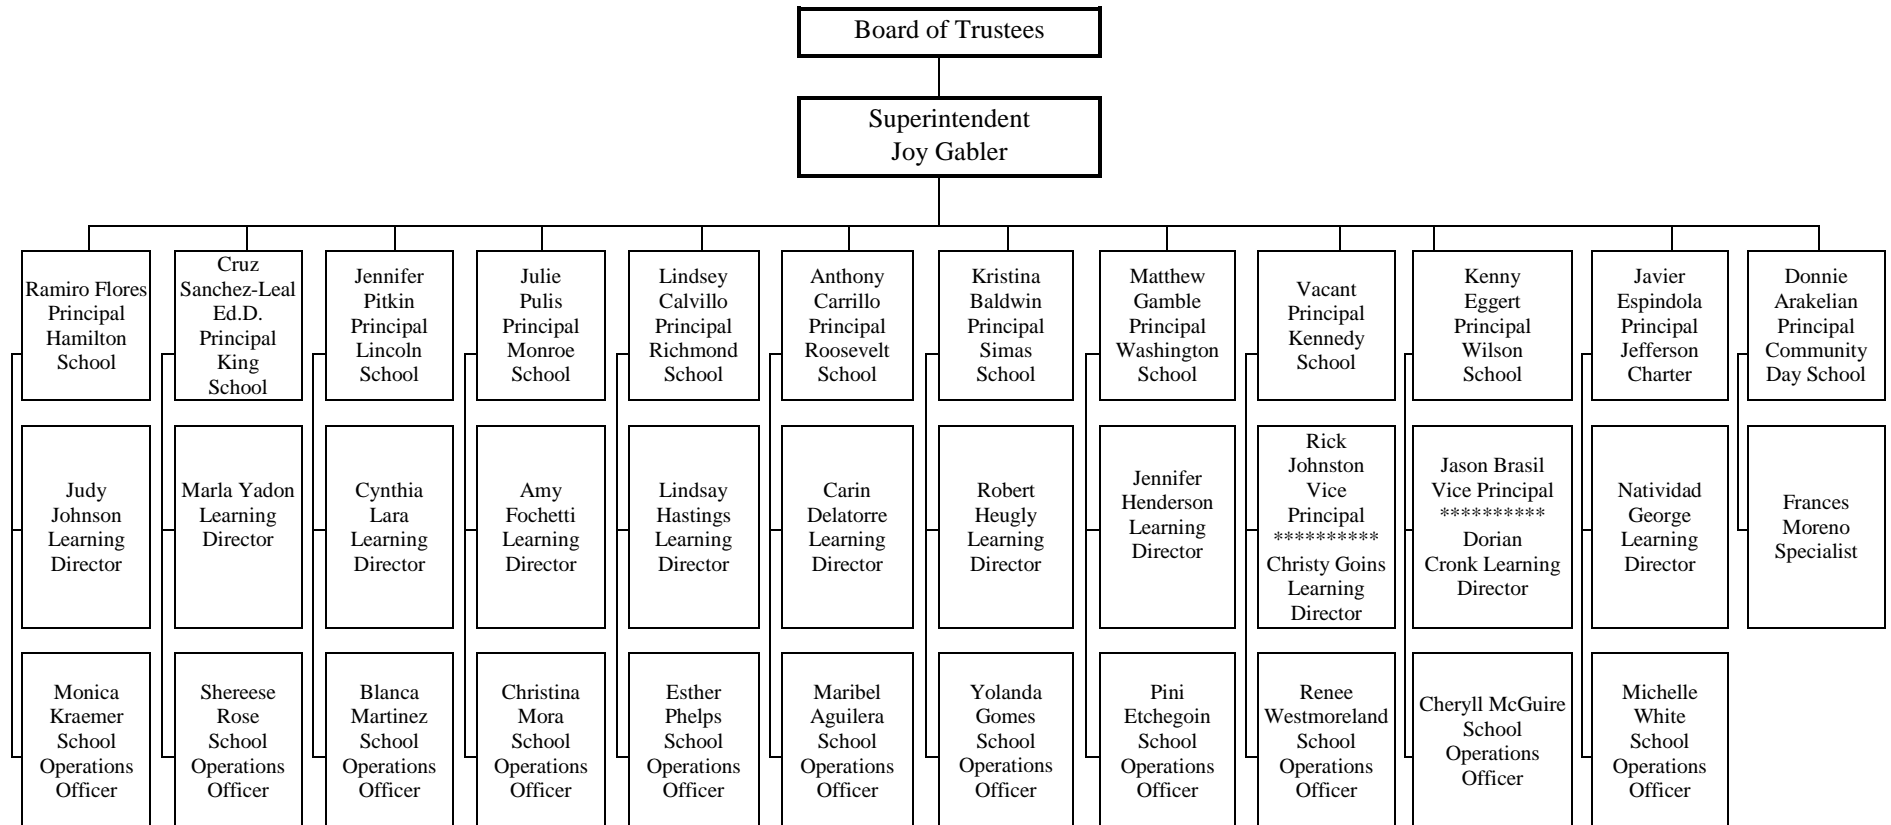 Board of Trustees
Superintendent
Joy Gabler
Ramiro Flores
Principal
Hamilton
School
Cruz
Sanchez-Leal
Ed.D.
Principal
King
School
Jennifer
Pitkin
Principal
Lincoln
School
Julie
Pulis
Principal
Monroe
School
Lindsey
Calvillo
Principal
Richmond
School
Anthony
Carrillo
Principal
Roosevelt
School
Kristina
Baldwin
Principal
Simas
School
Matthew
Gamble
Principal
Washington
School
Vacant
Principal
Kennedy
School
Kenny
Eggert
Principal
Wilson
School
Javier
Espindola
Principal
Jefferson
Charter
Donnie
Arakelian
Principal
Community
Day School
Judy
Johnson
Learning
Director
Marla Yadon
Learning
Director
Cynthia
Lara
Learning
Director
Amy
Fochetti
Learning
Director
Lindsay
Hastings
Learning
Director
Carin
Delatorre
Learning
Director
Robert
Heugly
Learning
Director
Jennifer
Henderson
Learning
Director
Rick
Johnston
Vice
Principal
**********
Christy Goins
Learning
Director
Jason Brasil
Vice Principal
**********
Dorian
Cronk Learning
Director
Natividad
George
Learning
Director
Frances
Moreno
Specialist
Monica
Kraemer
School
Operations
Officer
Shereese
Rose
School
Operations
Officer
Blanca
Martinez
School
Operations
Officer
Christina
Mora
School
Operations
Officer
Esther
Phelps
School
Operations
Officer
Maribel
Aguilera
School
Operations
Officer
Yolanda
Gomes
School
Operations
Officer
Pini
Etchegoin
School
Operations
Officer
Renee
Westmoreland
School
Operations
Officer
Cheryll McGuire
School
Operations
Officer
Michelle
White
School
Operations
Officer